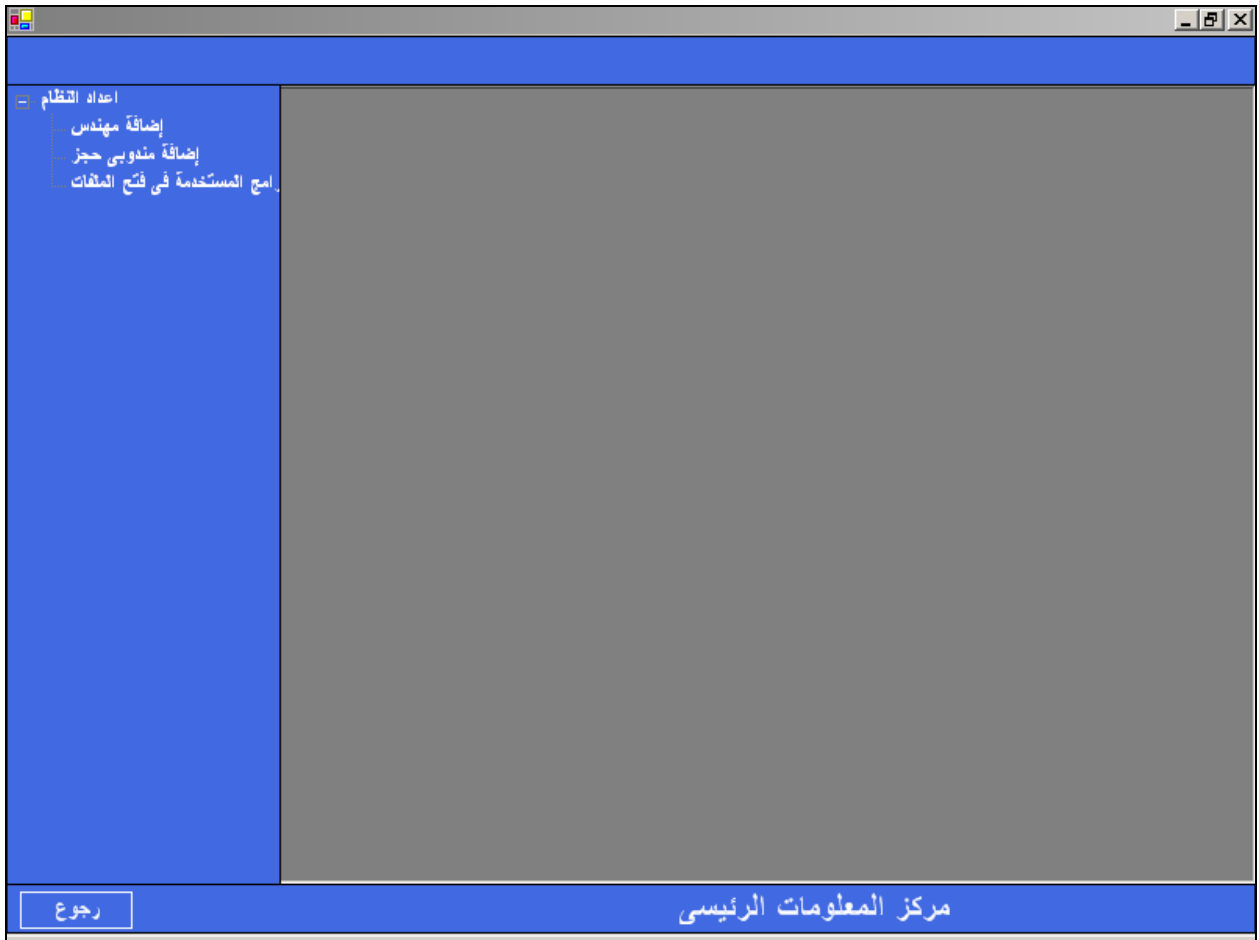 اعداد النظام
إضافة مهندس
إضافة مندوبى حجز
رامج المستخدمة فى فتح الملفات
مركز المعلومات الرئيسى
رجوع